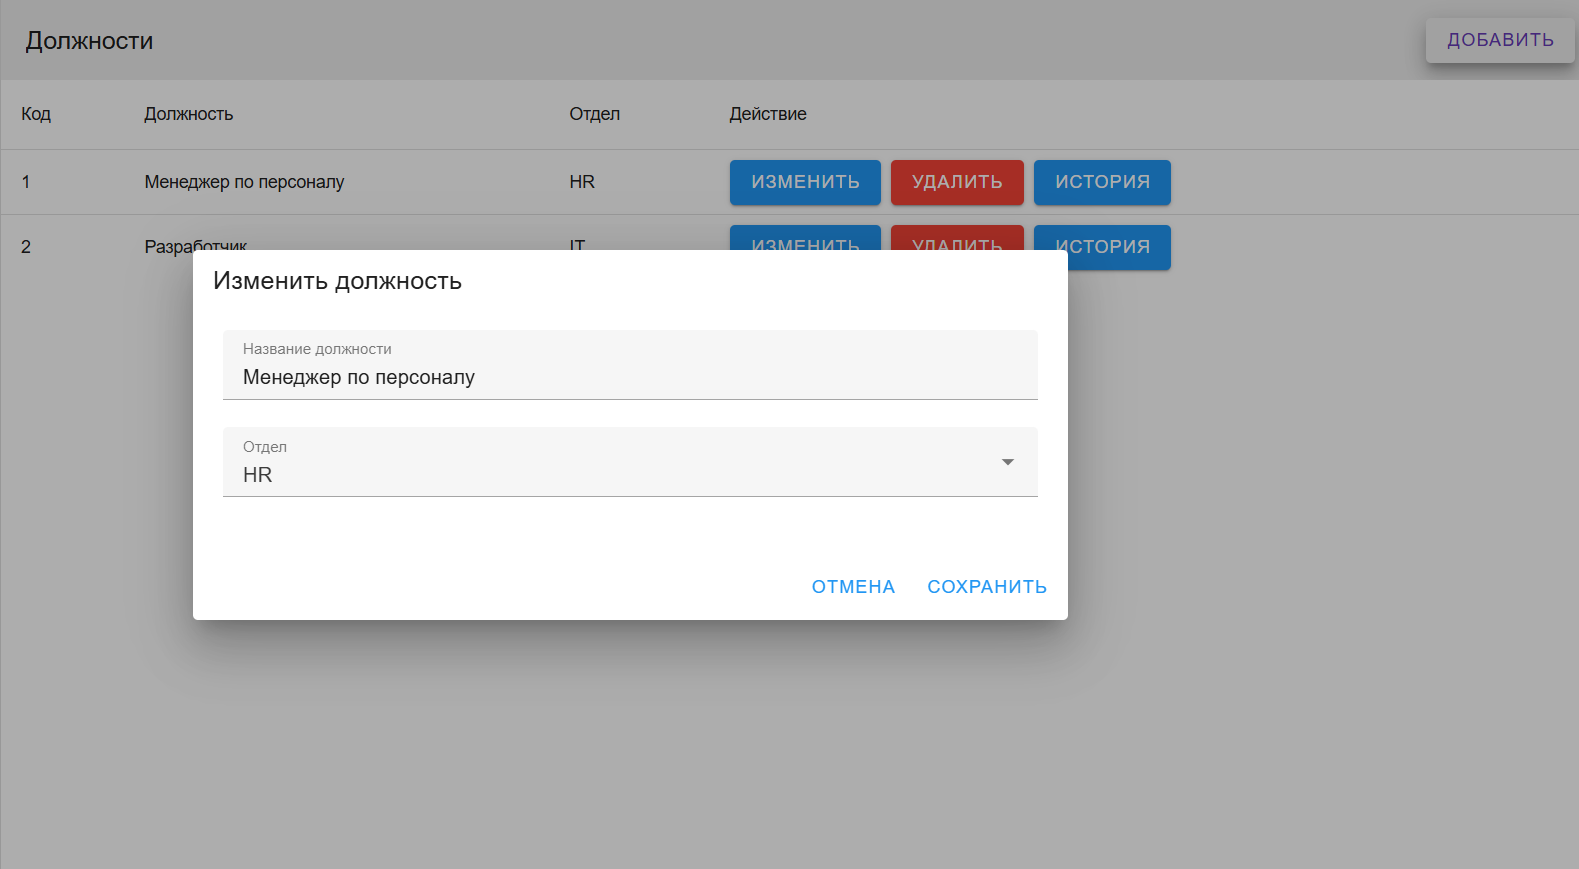 Должности
ДОБАВИТЬ
Код Должность Отдел Действие
1 Менеджер по персоналу HR ИЗМЕНИТЬ УДАЛИТЬ ИСТОРИЯ
2 Разработчик IT ИЗМЕНИТЬ УДАЛИТЬ ИСТОРИЯ
Изменить должность
Название должности
Менеджер по персоналу
Отдел
HR
ОТМЕНА СОХРАНИТЬ